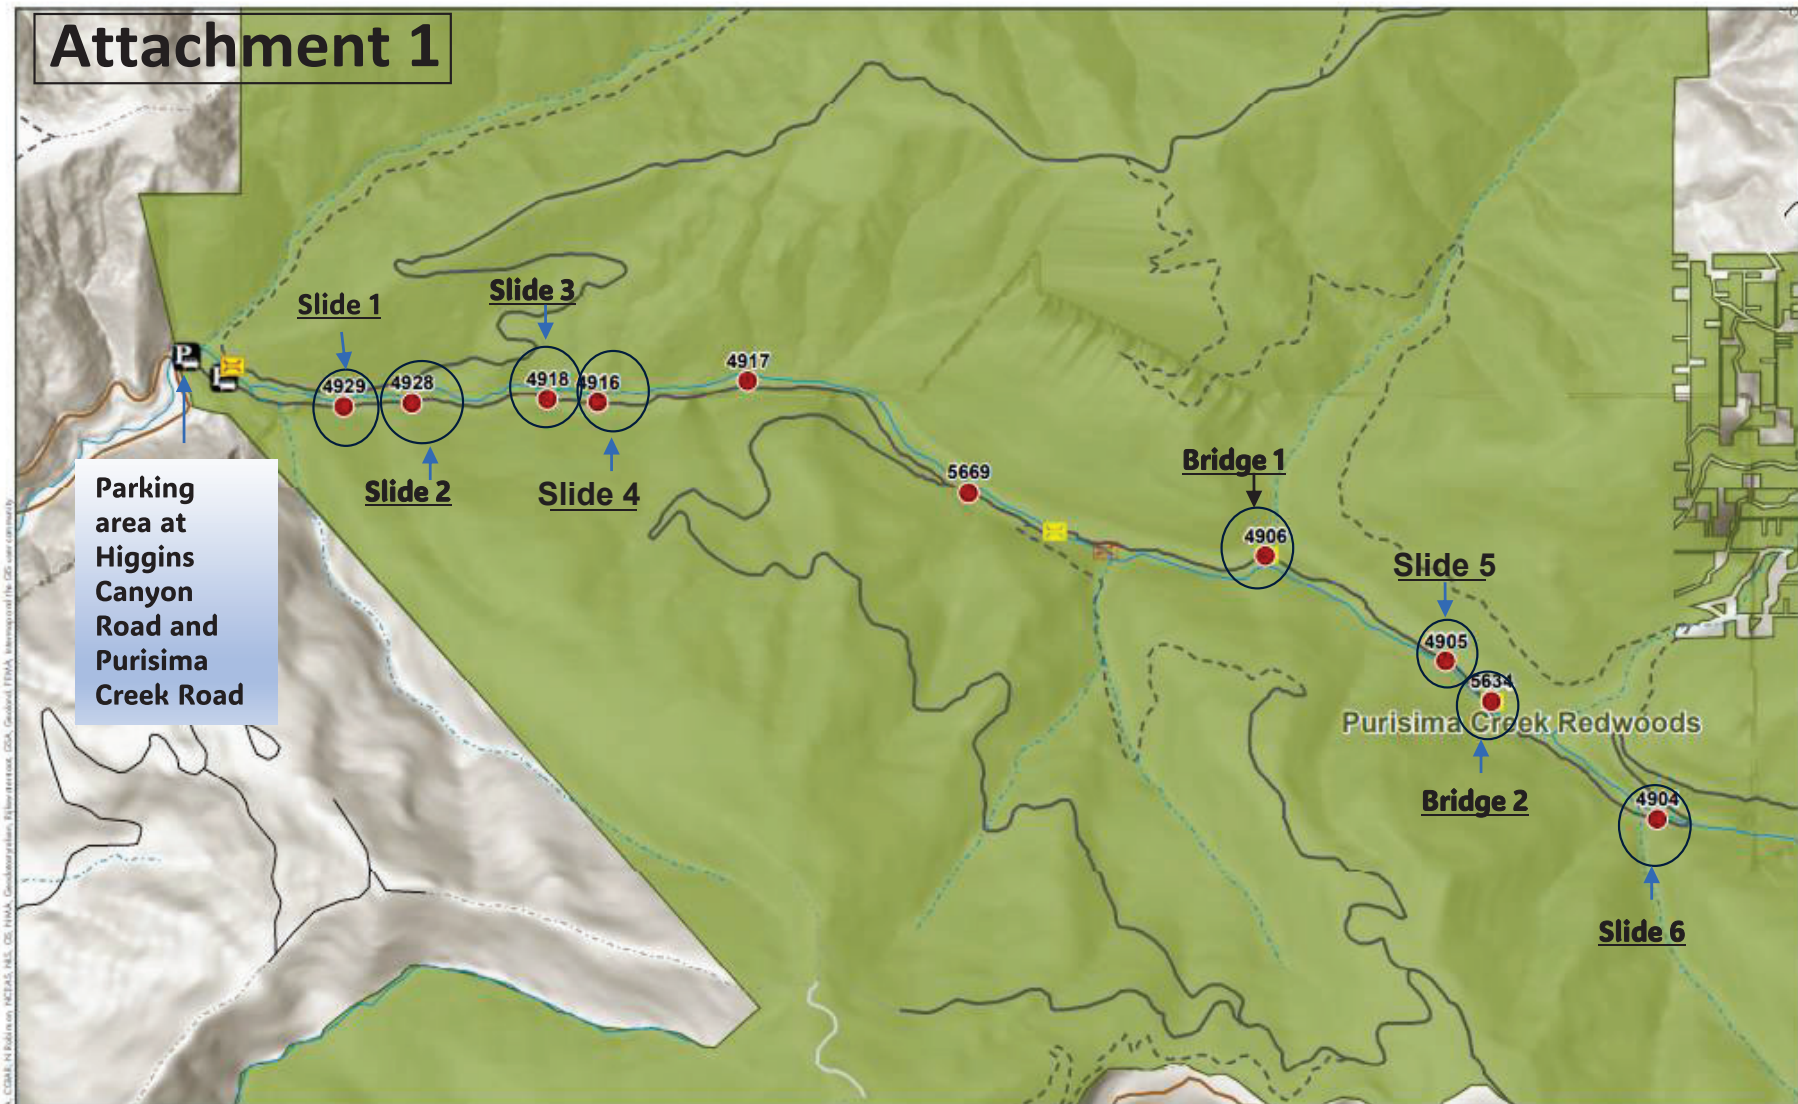 Attachment 1
Slide 1
Slide 3
4929
4928
4918
4916
4917
P
Slide 2
Slide 4
5669
Bridge 1
4906
Slide 5
4905
5634
Purisima Creek Redwoods
Bridge 2
4904
Slide 6
Parking
area at
Higgins
Canyon
Road and
Purisima
Creek Road